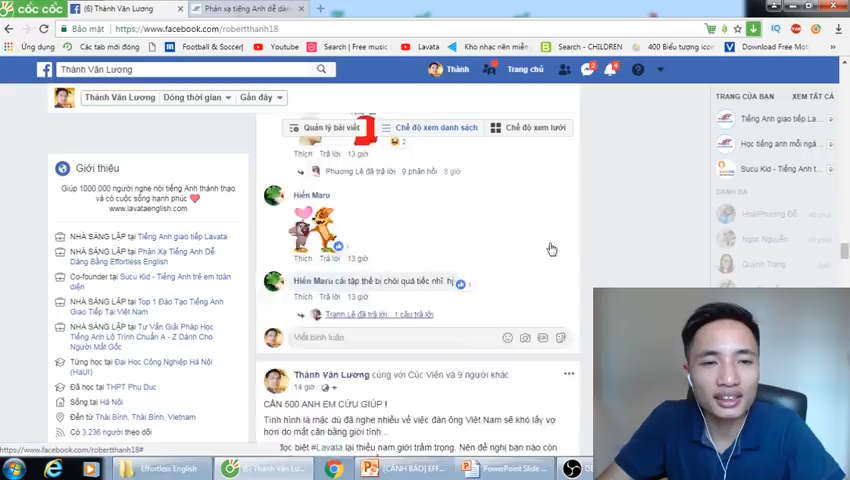 CỐC CỐC
(6) Thành Văn Lương
Phản xạ tiếng Anh dễ dàn
Bảo mật
https://www.facebook.com/robertthanh18
Ứng dụng
Các tab đóng mới
Football & Soccer
Search | Free music
YouTube
Lavata
Kho nhạc nền miễn
Search - CHILDREN
400 Biểu tượng icon
Video Download Free
Thành Văn Lương
Thành
Trang chủ
2
4
Thành Văn Lương
Dòng thời gian
Gần đây
TRANG CỦA BẠN
XEM TẤT CẢ
Quản lý bài viết
Chế độ xem danh sách
Chế độ xem lưới
Tiếng Anh giao tiếp La...
2
Thích Trả lời 13 giờ
Học tiếng anh mỗi ngà...
Giới thiệu
Phương Lê đã trả lời 9 phản hồi 8 giờ
Sucu Kid - Tiếng Anh t...
Giúp 1000.000 người nghe nói tiếng Anh thành thạo
và có cuộc sống hạnh phúc
www.lavataenglish.com
Hiền Maru
NHÀ SÁNG LẬP tại Tiếng Anh giao tiếp Lavata
Ngọc Nguyễn
NHÀ SÁNG LẬP tại Phản Xạ Tiếng Anh Dễ
Dàng Bằng Effortless English
Thích Trả lời 13 giờ
Quỳnh Trang
Co-founder tại Sucu Kid - Tiếng Anh trẻ em toàn
diện
Hiền Maru cái tập thể bị chói quá tiếc nhỉ hj
1
Thích Trả lời 13 giờ
NHÀ SÁNG LẬP tại Top 1 Đào Tạo Tiếng Anh
Giao Tiếp Tại Việt Nam
Tranh Lê đã trả lời 1 câu trả lời
NHÀ SÁNG LẬP tại Tư Vấn Giải Pháp Học
Tiếng Anh Lộ Trình Chuẩn A - Z Dành Cho
Người Mất Gốc
Viết bình luận
Từng học tại Đại Học Công Nghiệp Hà Nội
(HaUI)
Thành Văn Lương cùng với Cúc Viên và 9 người khác
14 giờ
Đã học tại THPT Phụ Dực
Sống tại Hà Nội
CẦN 500 ANH EM CỨU GIÚP !
Đến từ Thái Bình, Thái Bình, Vietnam
Tình hình là mặc dù đã nghe nhiều về việc đàn ông Việt Nam sẽ khó lấy vợ
hơn do mất cân bằng giới tính...
Có 3.236 người theo dõi
đọc biệt #Lavata lại thiếu nam giới trầm trọng. Nên đề nghị bạn nào còn
https://www.facebook.com/robertthanh18#
Effortless English
(6) Thành Văn Lư...
[CẢNH BÁO] EFF...
PowerPoint Slide ...